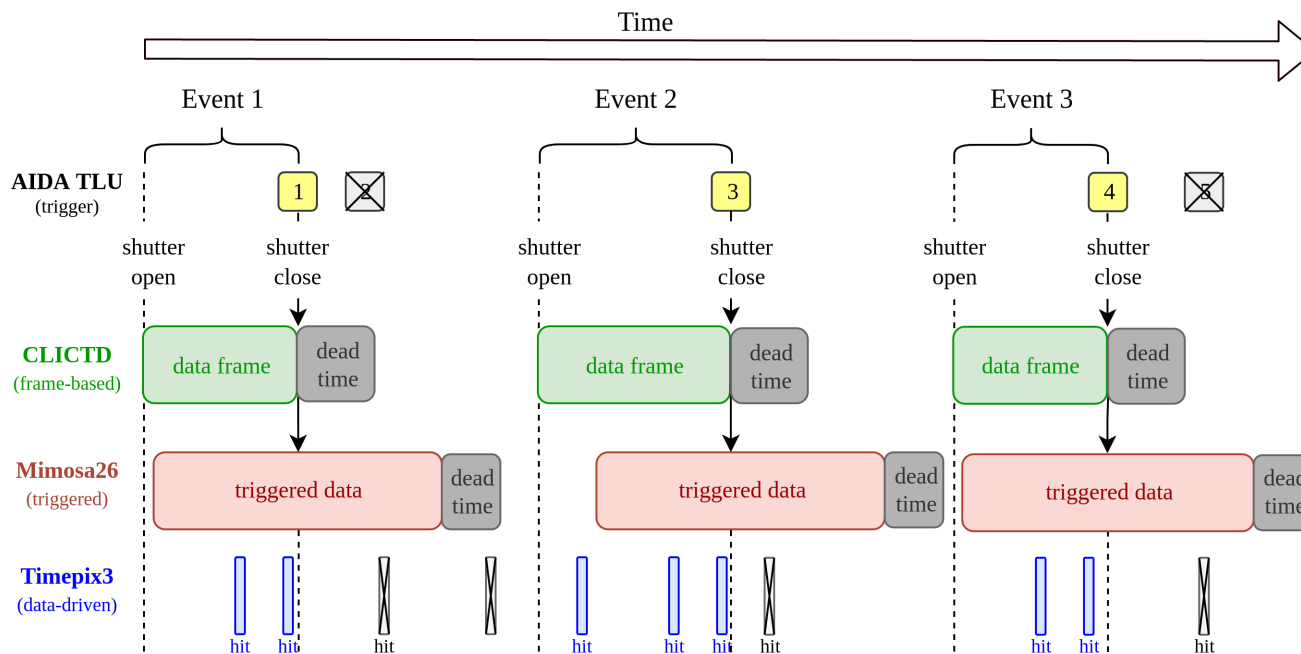 Time
Event 1 Event 2 Event 3
AIDA TLU
(trigger)
1 2 3 4 5
shutter open
shutter close
shutter open
shutter close
shutter open
shutter close
CLICTD
(frame-based)
data frame
dead time
data frame
dead time
data frame
dead time
Mimosa26
(triggered)
triggered data
dead time
triggered data
dead time
triggered data
dead time
Timepix3
(data-driven)
hit hit hit hit hit hit hit hit hit hit